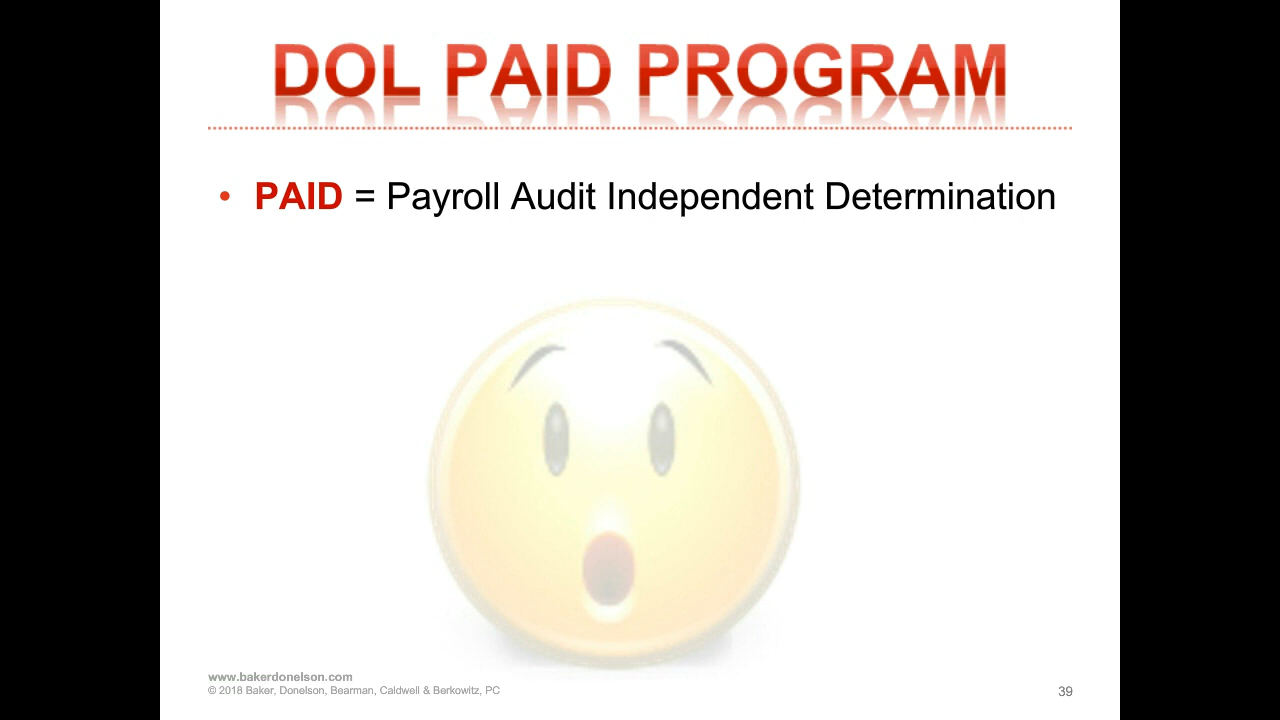 DOL PAID PROGRAM
• PAID = Payroll Audit Independent Determination
www.bakerdonelson.com
© 2018 Baker, Donelson, Bearman, Caldwell & Berkowitz, PC
39